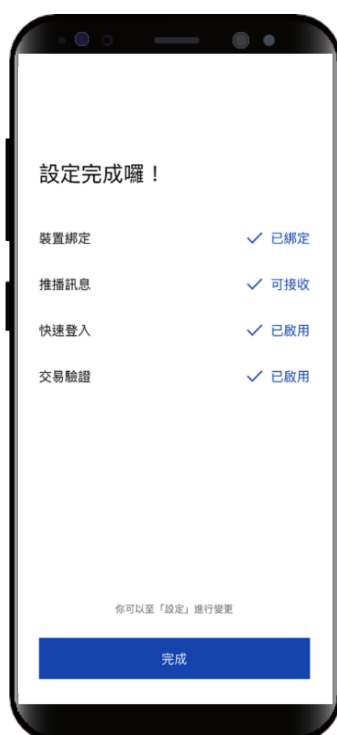 設定完成囉！
裝置綁定 已綁定
推播訊息 可接收
快速登入 已啟用
交易驗證 已啟用
你可以至「設定」進行變更
完成